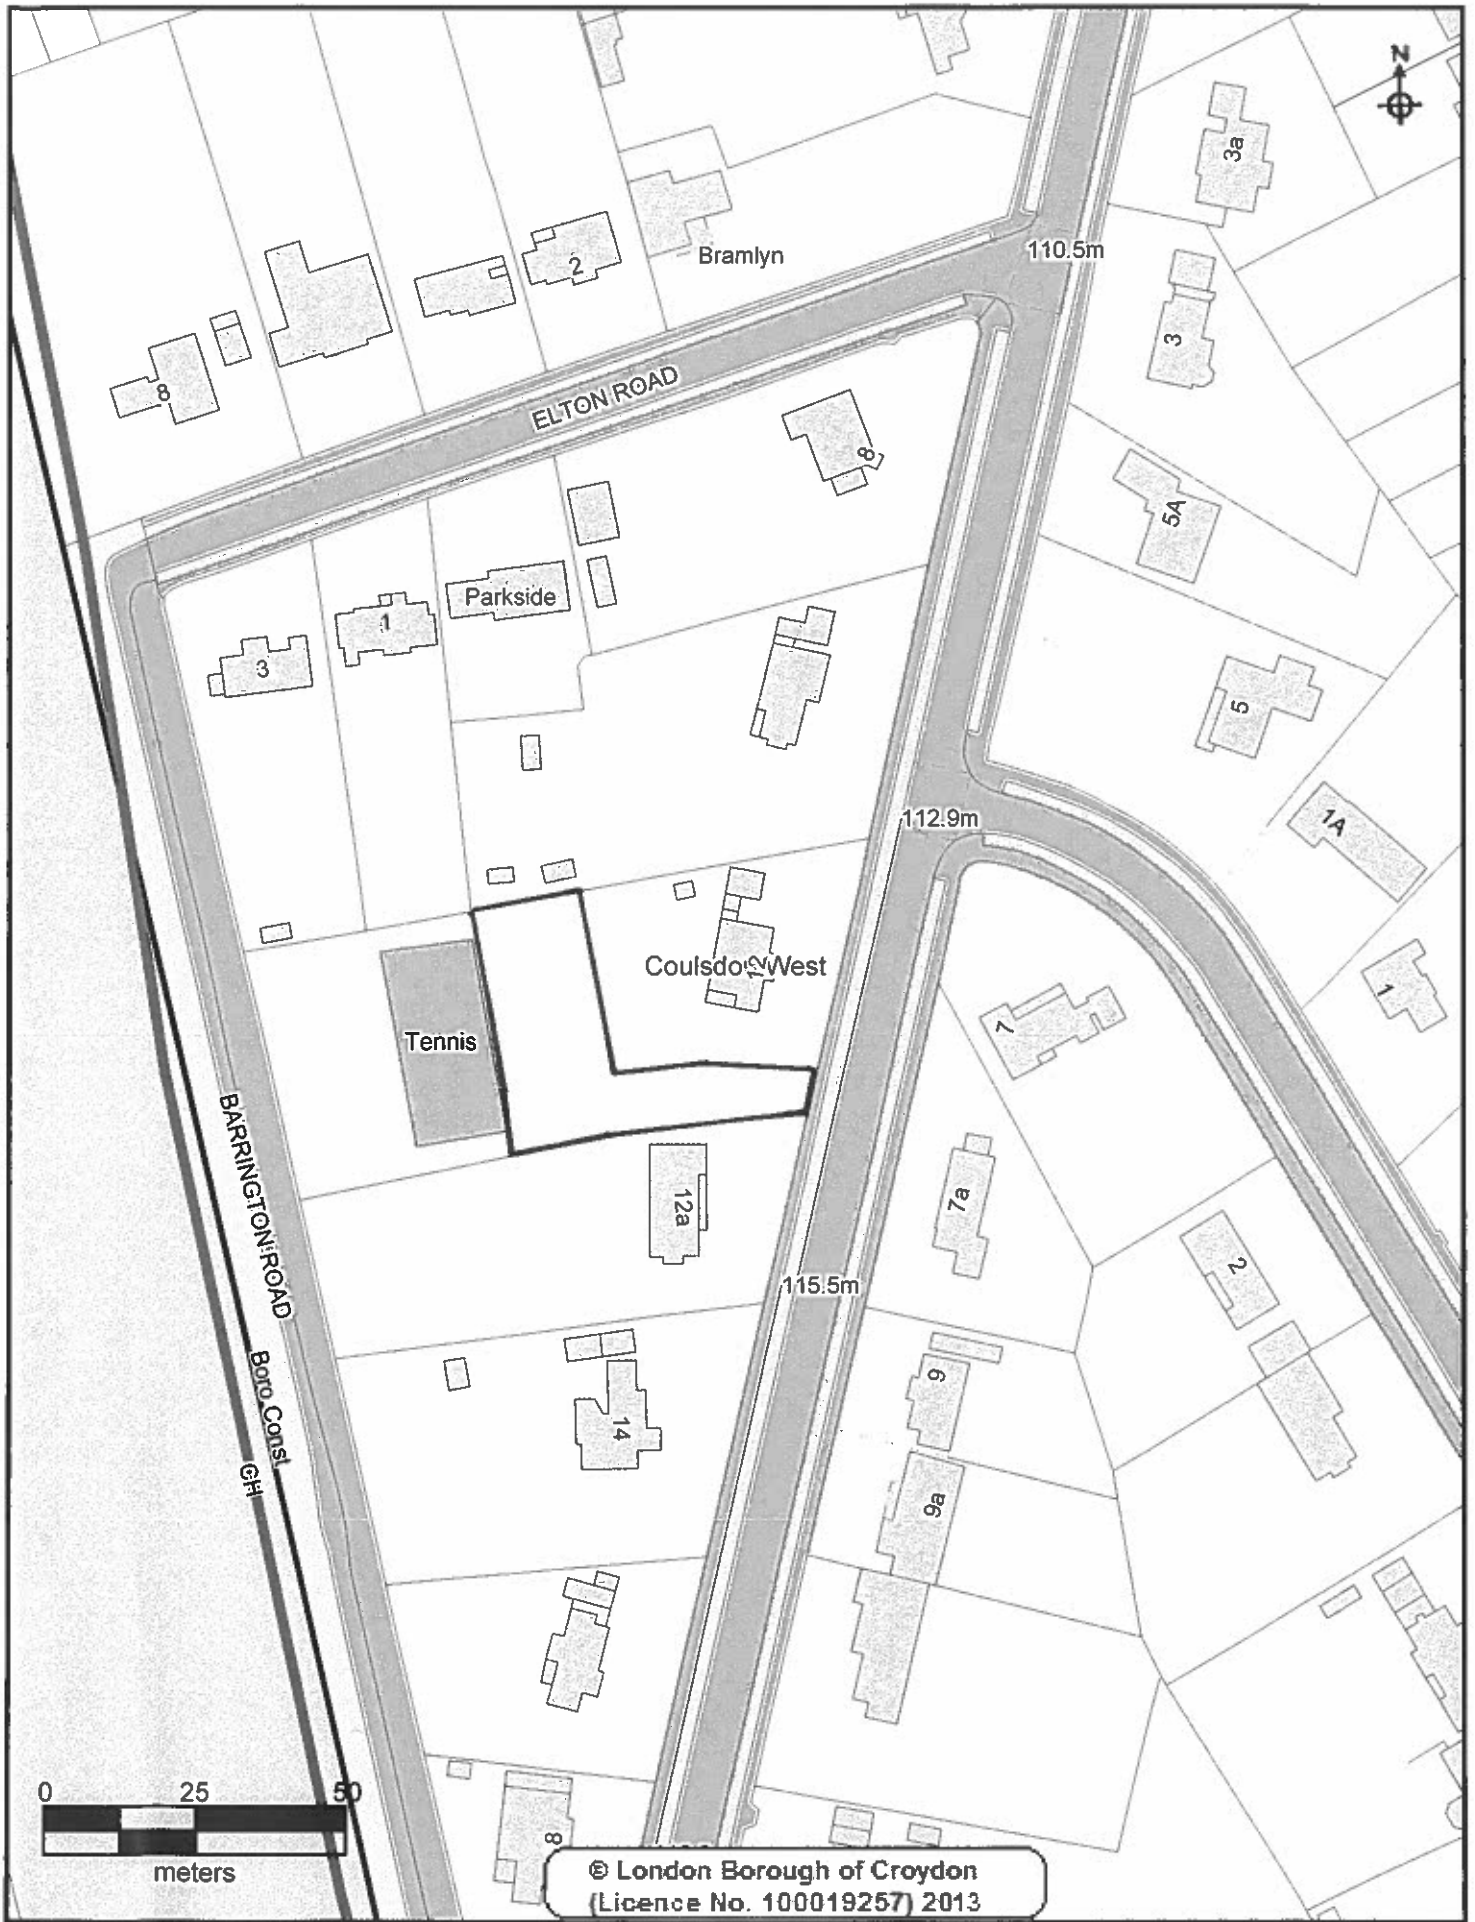 N
3a
110.5m
Bramlyn
2
3
8
ELTON ROAD
8
5A
Parkside
1
3
5
112.9m
1A
Coulsdon West
12
1
7
Tennis
BARRINGTON ROAD
12a
7a
2
115.5m
Boro Const
9
14
CH
9a
0 25 50
meters
8
© London Borough of Croydon
(Licence No. 100019257) 2013